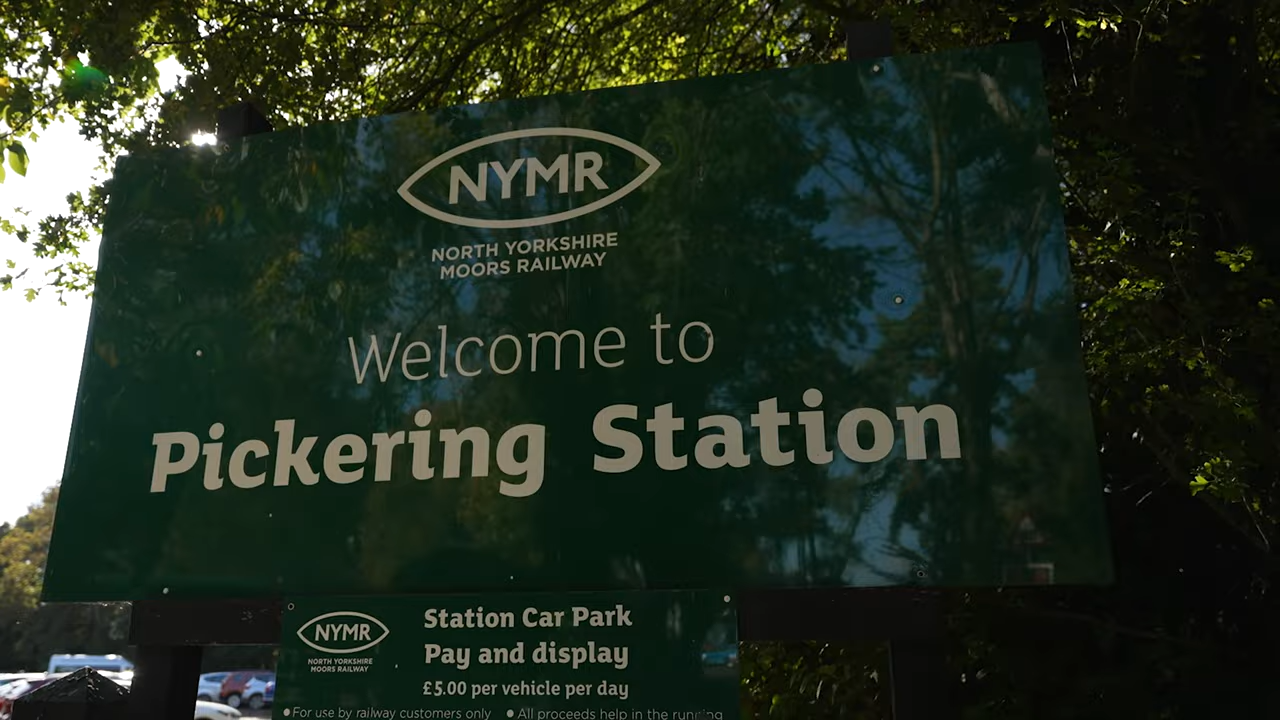 NYMR
NORTH YORKSHIRE
MOORS RAILWAY
Welcome to
Pickering Station
NYMR
NORTH YORKSHIRE
MOORS RAILWAY
Station Car Park
Pay and display
£5.00 per vehicle per day
• For use by railway customers only • All proceeds help in the running